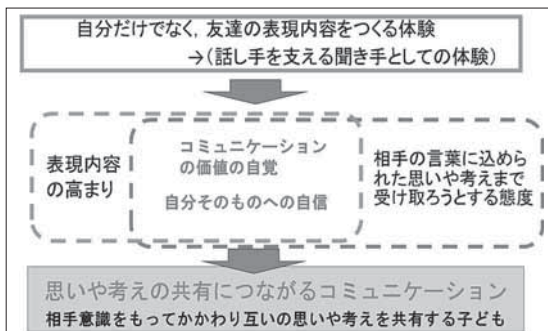 自分だけでなく，友達の表現内容をつくる体験
→（話し手を支える聞き手としての体験）
表現内容
の高まり
コミュニケーション
の価値の自覚
自分そのものへの自信
相手の言葉に込めら
れた思いや考えまで
受け取ろうとする態度
思いや考えの共有につながるコミュニケーション
相手意識をもってかかわり互いの思いや考えを共有する子ども